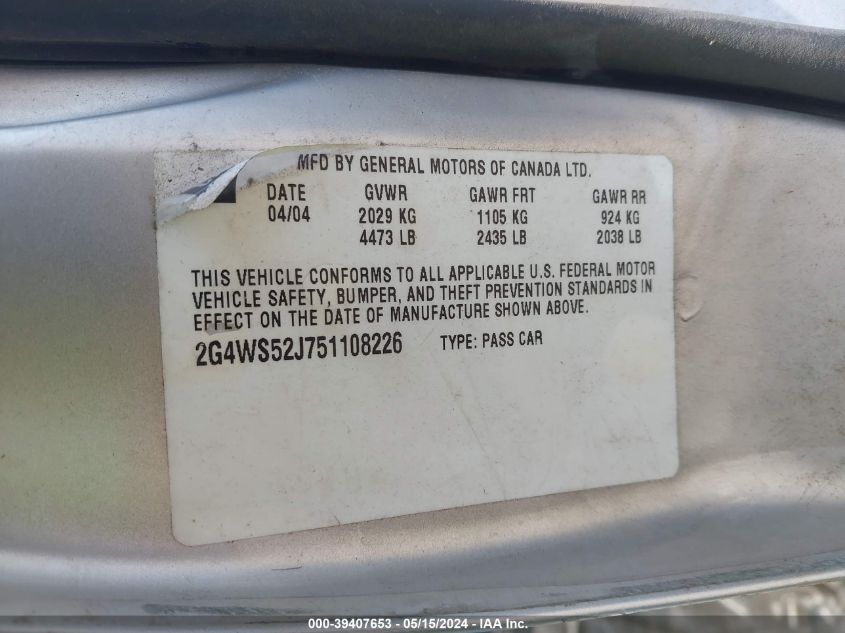 MFD BY GENERAL MOTORS OF CANADA LTD.
DATE GVWR GAWR FRT GAWR RR
04/04 2029 KG 1105 KG 924 KG
4473 LB 2435 LB 2038 LB
THIS VEHICLE CONFORMS TO ALL APPLICABLE U.S. FEDERAL MOTOR
VEHICLE SAFETY, BUMPER, AND THEFT PREVENTION STANDARDS IN
EFFECT ON THE DATE OF MANUFACTURE SHOWN ABOVE.
2G4WS52J751108226 TYPE: PASS CAR
000-39407653 - 05/15/2024 - IAA Inc.